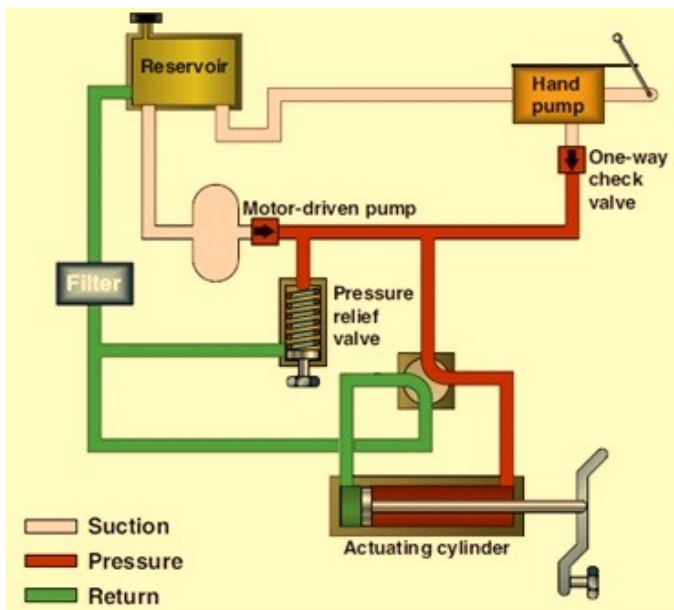 Reservoir
Hand
pump
One-way
check
valve
Motor-driven pump
Filter
Pressure
relief
valve
Actuating cylinder
Suction
Pressure
Return